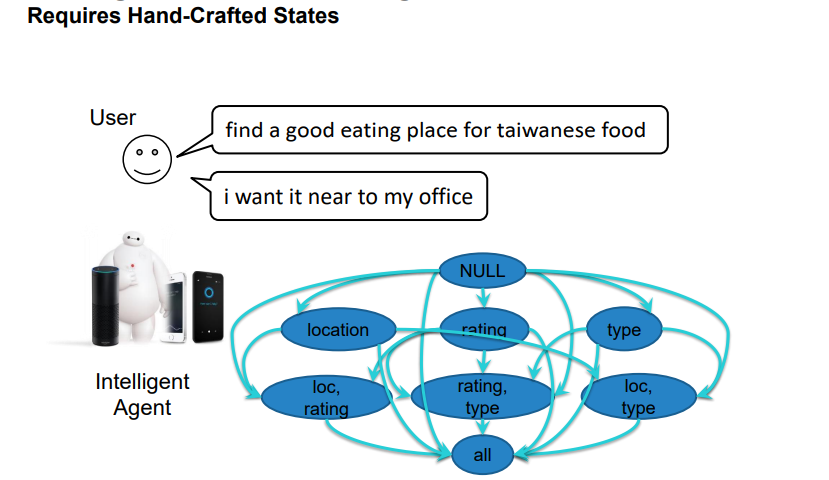 Requires Hand-Crafted States
User
find a good eating place for taiwanese food
i want it near to my office
NULL
location
rating
type
Intelligent
Agent
loc,
rating
rating,
type
loc,
type
all